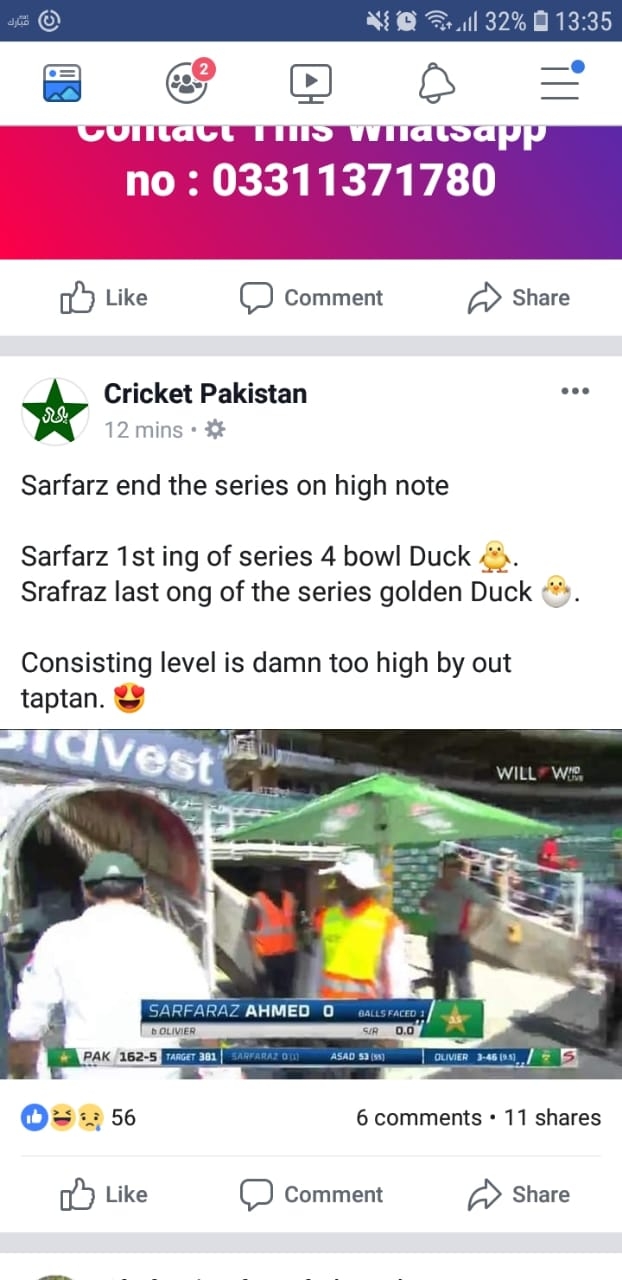 32% 13:35
2
Contact This Whatsapp
no : 03311371780
Like Comment Share
Cricket Pakistan
12 mins
Sarfarz end the series on high note
Sarfarz 1st ing of series 4 bowl Duck 🐥.
Srafraz last ong of the series golden Duck 🐣.
Consisting level is damn too high by out
taptan. 😍
idvest
WILLOW HD
LIVE
SARFARAZ AHMED 0 BALLS FACED 1
b OLIVIER S/R 0.0
PAK 162-5 TARGET 381 SARFARAZ 0 (1) ASAD 53 (55) OLIVIER 3-46 (9.5) S
56 6 comments • 11 shares
Like Comment Share